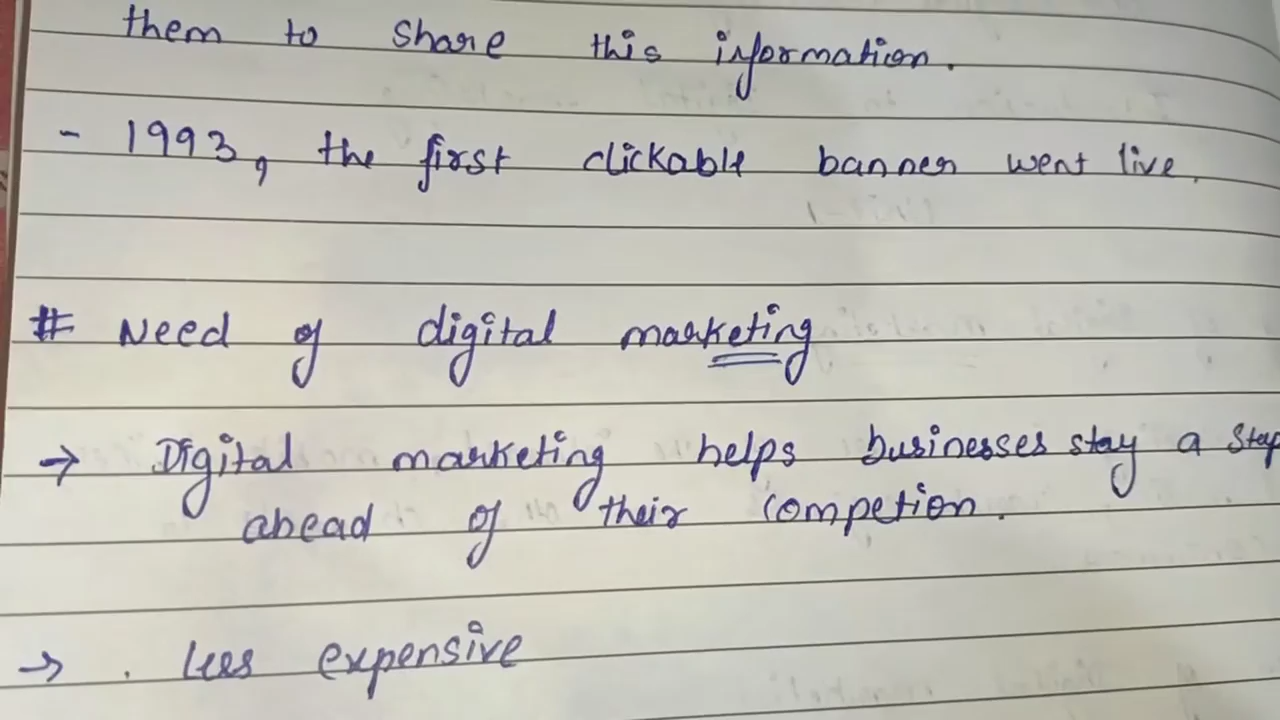 them to share this information.
- 1993, the first clickable banner went live.
# Need of digital marketing
→ Digital marketing helps businesses stay a step
ahead of their competion.
→ . Less expensive